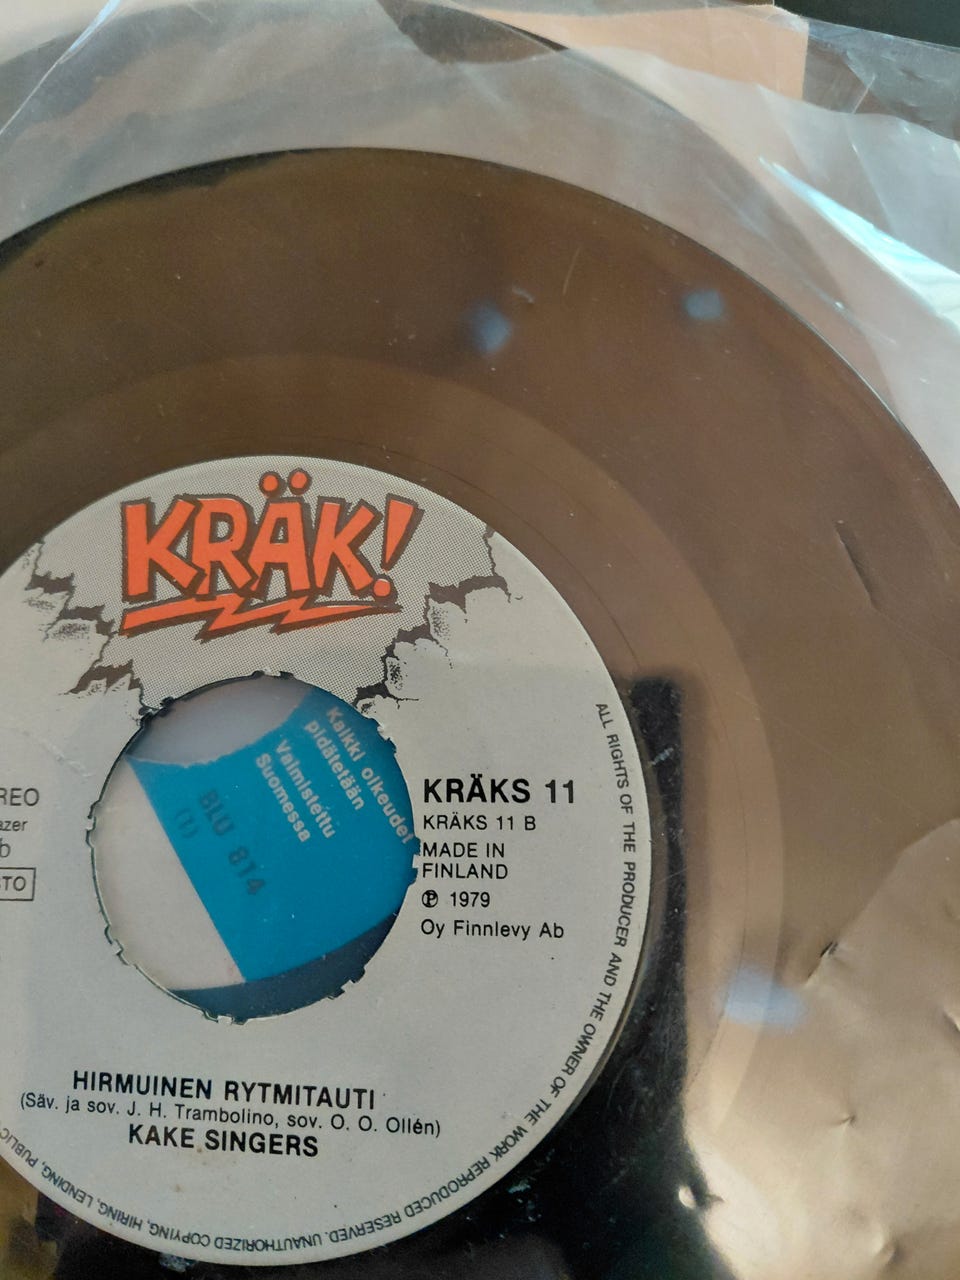 KRÄK!
Kaikki oikeudet
pidätetään
Valmistettu
Suomessa
BLU 814
(1)
KRÄKS 11
KRÄKS 11 B
MADE IN
FINLAND
℗ 1979
Oy Finnlevy Ab
HIRMUINEN RYTMITAUTI
(Säv. ja sov. J. H. Trambolino, sov. O. O. Ollén)
KAKE SINGERS
ALL RIGHTS OF THE PRODUCER AND THE OWNER OF THE WORK REPRODUCED RESERVED. UNAUTHORIZED COPYING, HIRING, LENDING, PUBLIC